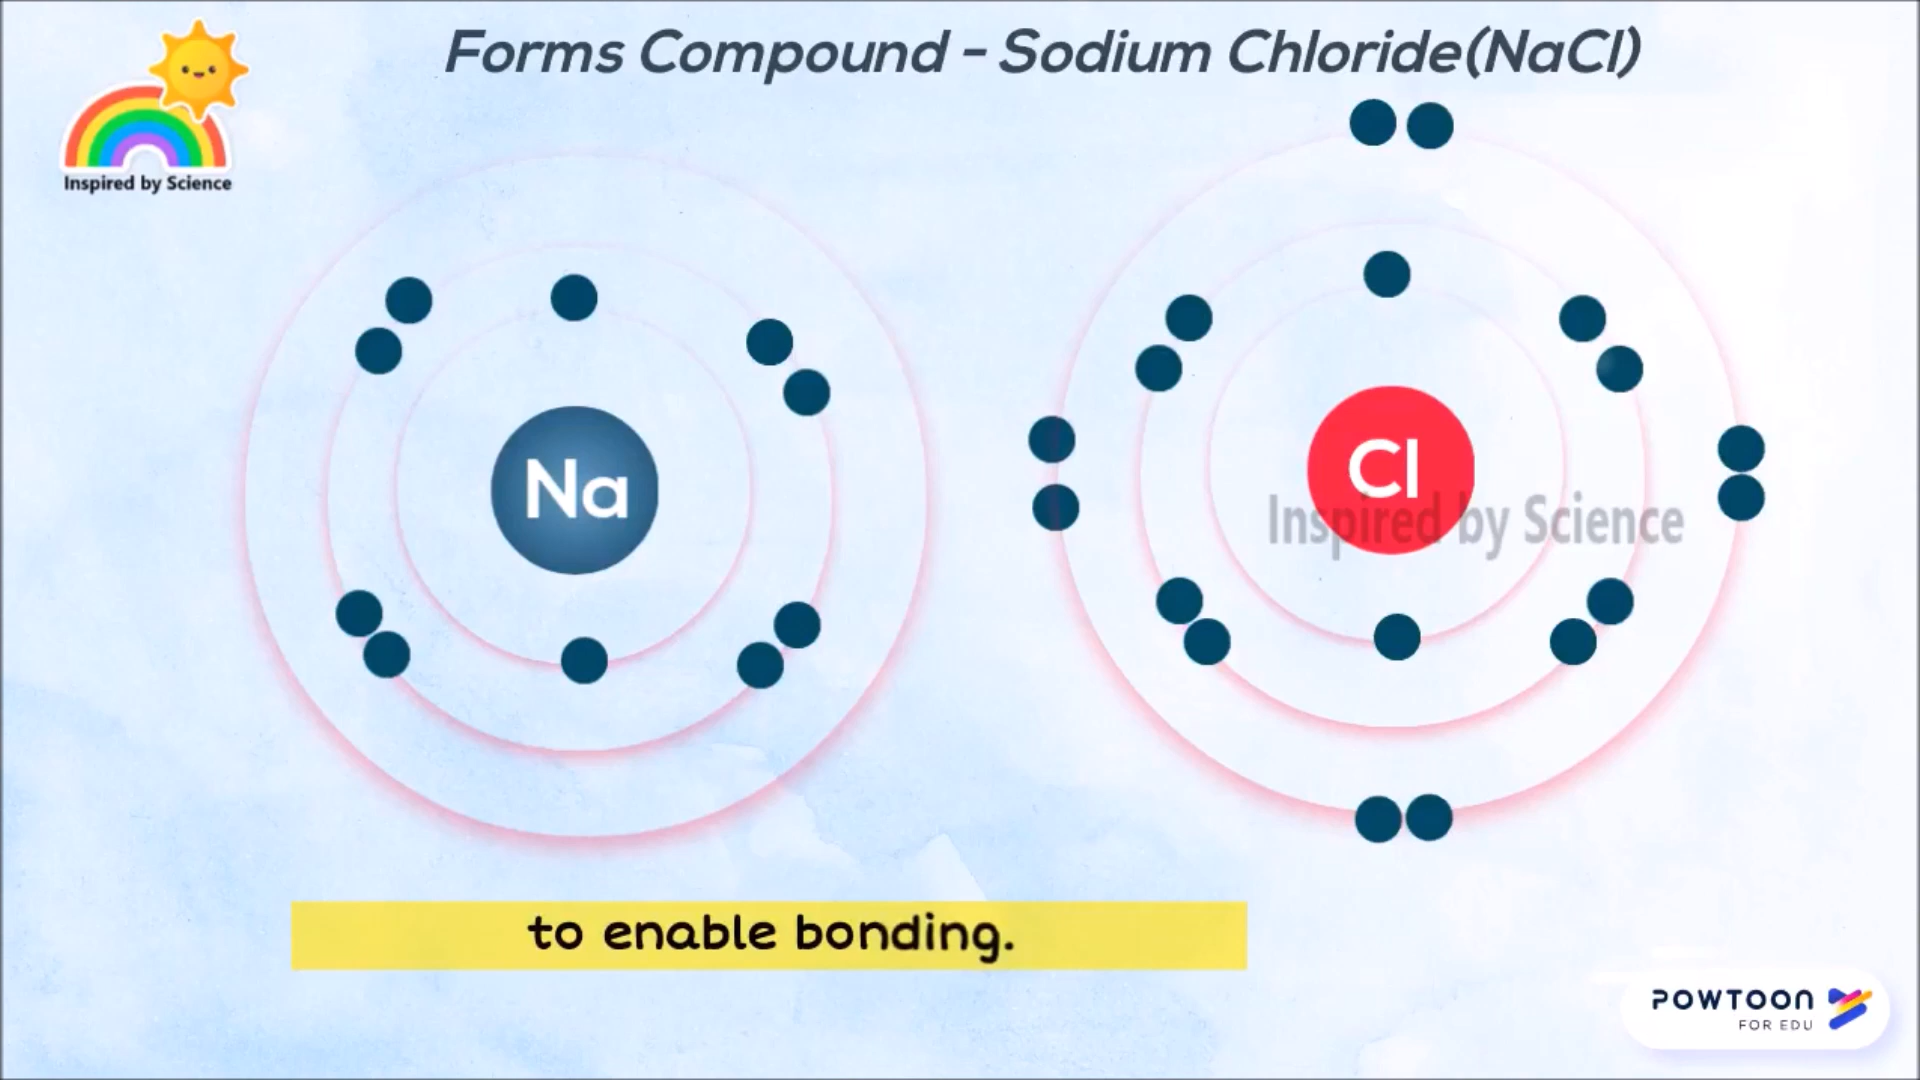 Forms Compound - Sodium Chloride(NaCl)
Inspired by Science
Na
Cl
Inspired by Science
to enable bonding.
POWTOON
FOR EDU